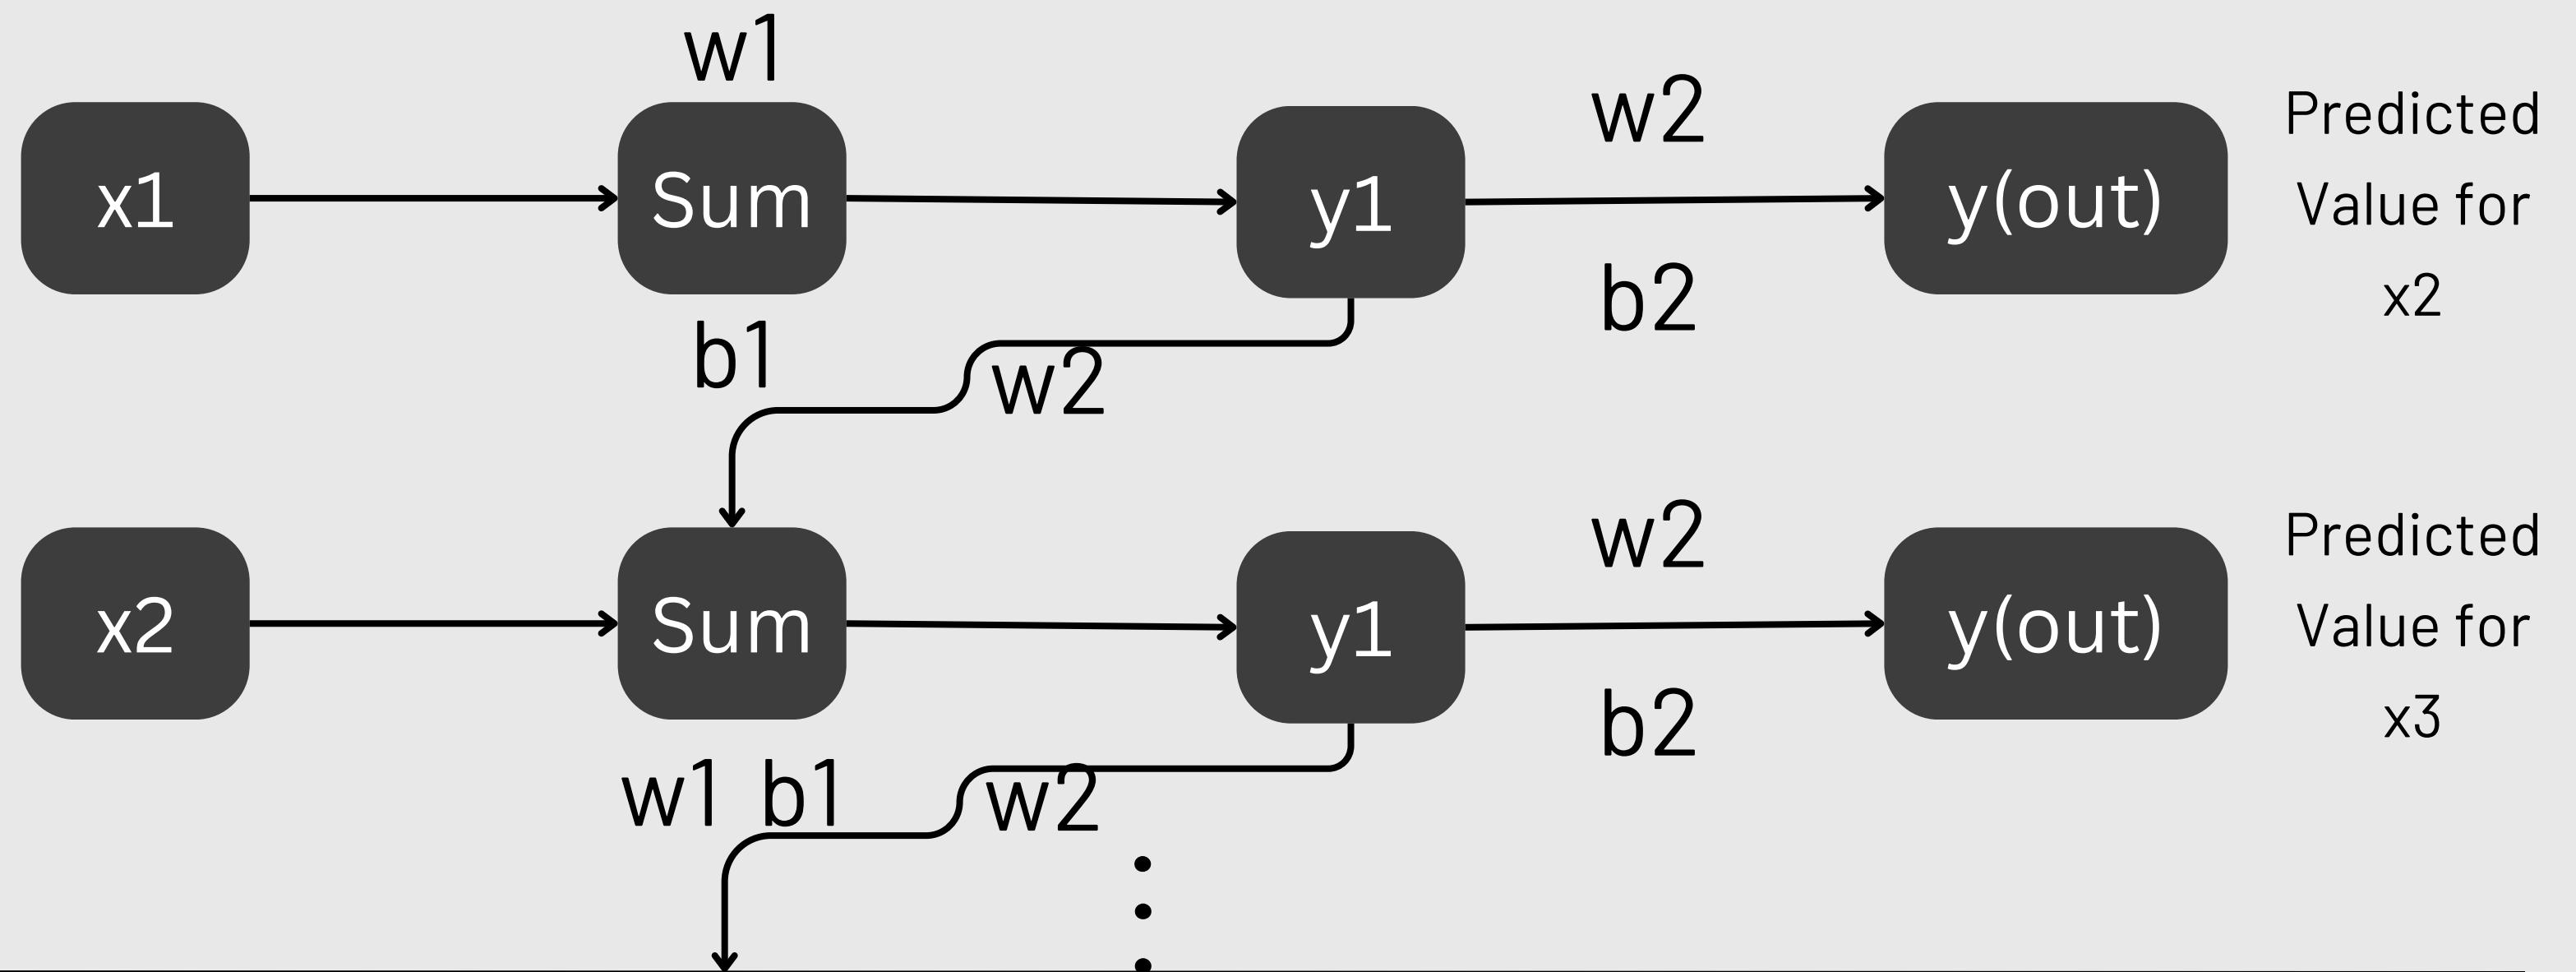 w1
x1
Sum
y1
w2
y(out)
Predicted
Value for
x2
b1
b2
w2
x2
Sum
y1
w2
y(out)
Predicted
Value for
x3
b2
w1 b1
w2